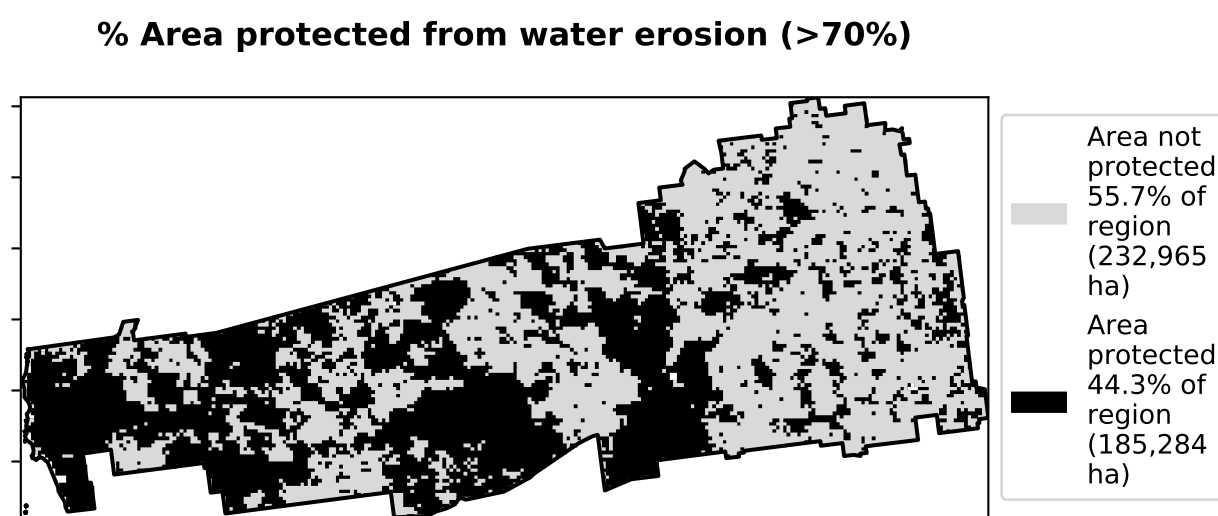 % Area protected from water erosion (>70%)
Area not
protected
55.7% of
region
(232,965
ha)
Area
protected
44.3% of
region
(185,284
ha)